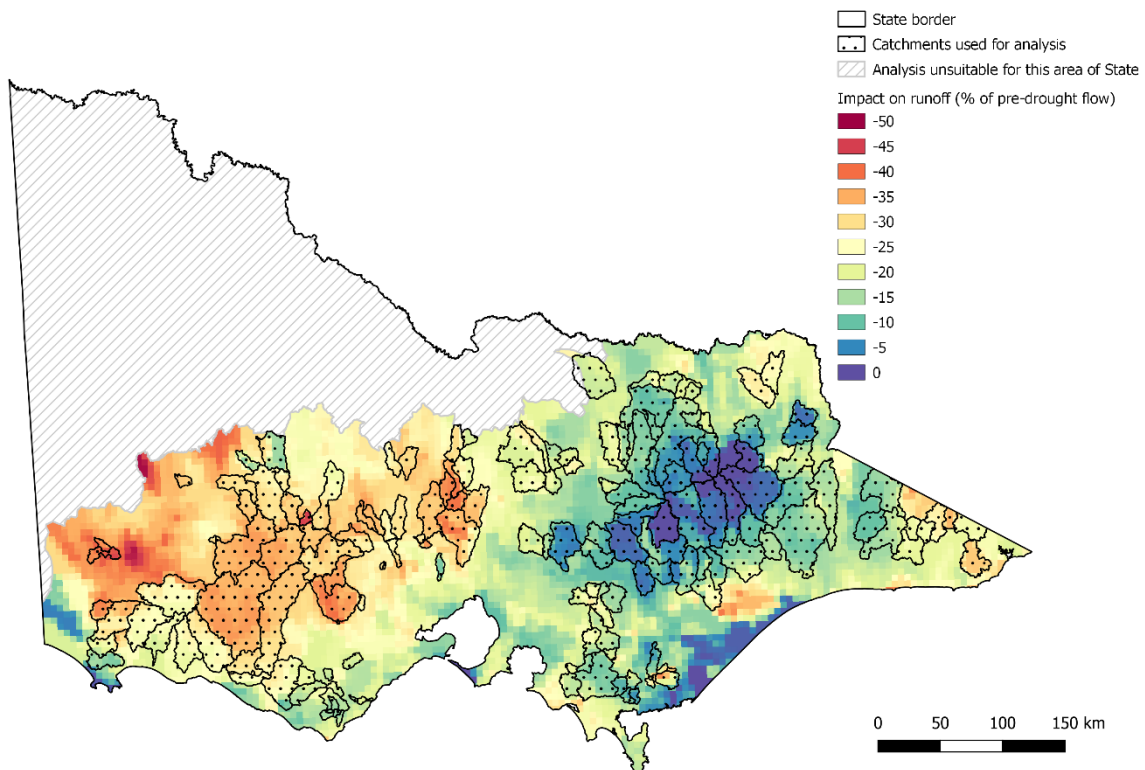 State border
Catchments used for analysis
Analysis unsuitable for this area of State
Impact on runoff (% of pre-drought flow)
-50
-45
-40
-35
-30
-25
-20
-15
-10
-5
0
0 50 100 150 km